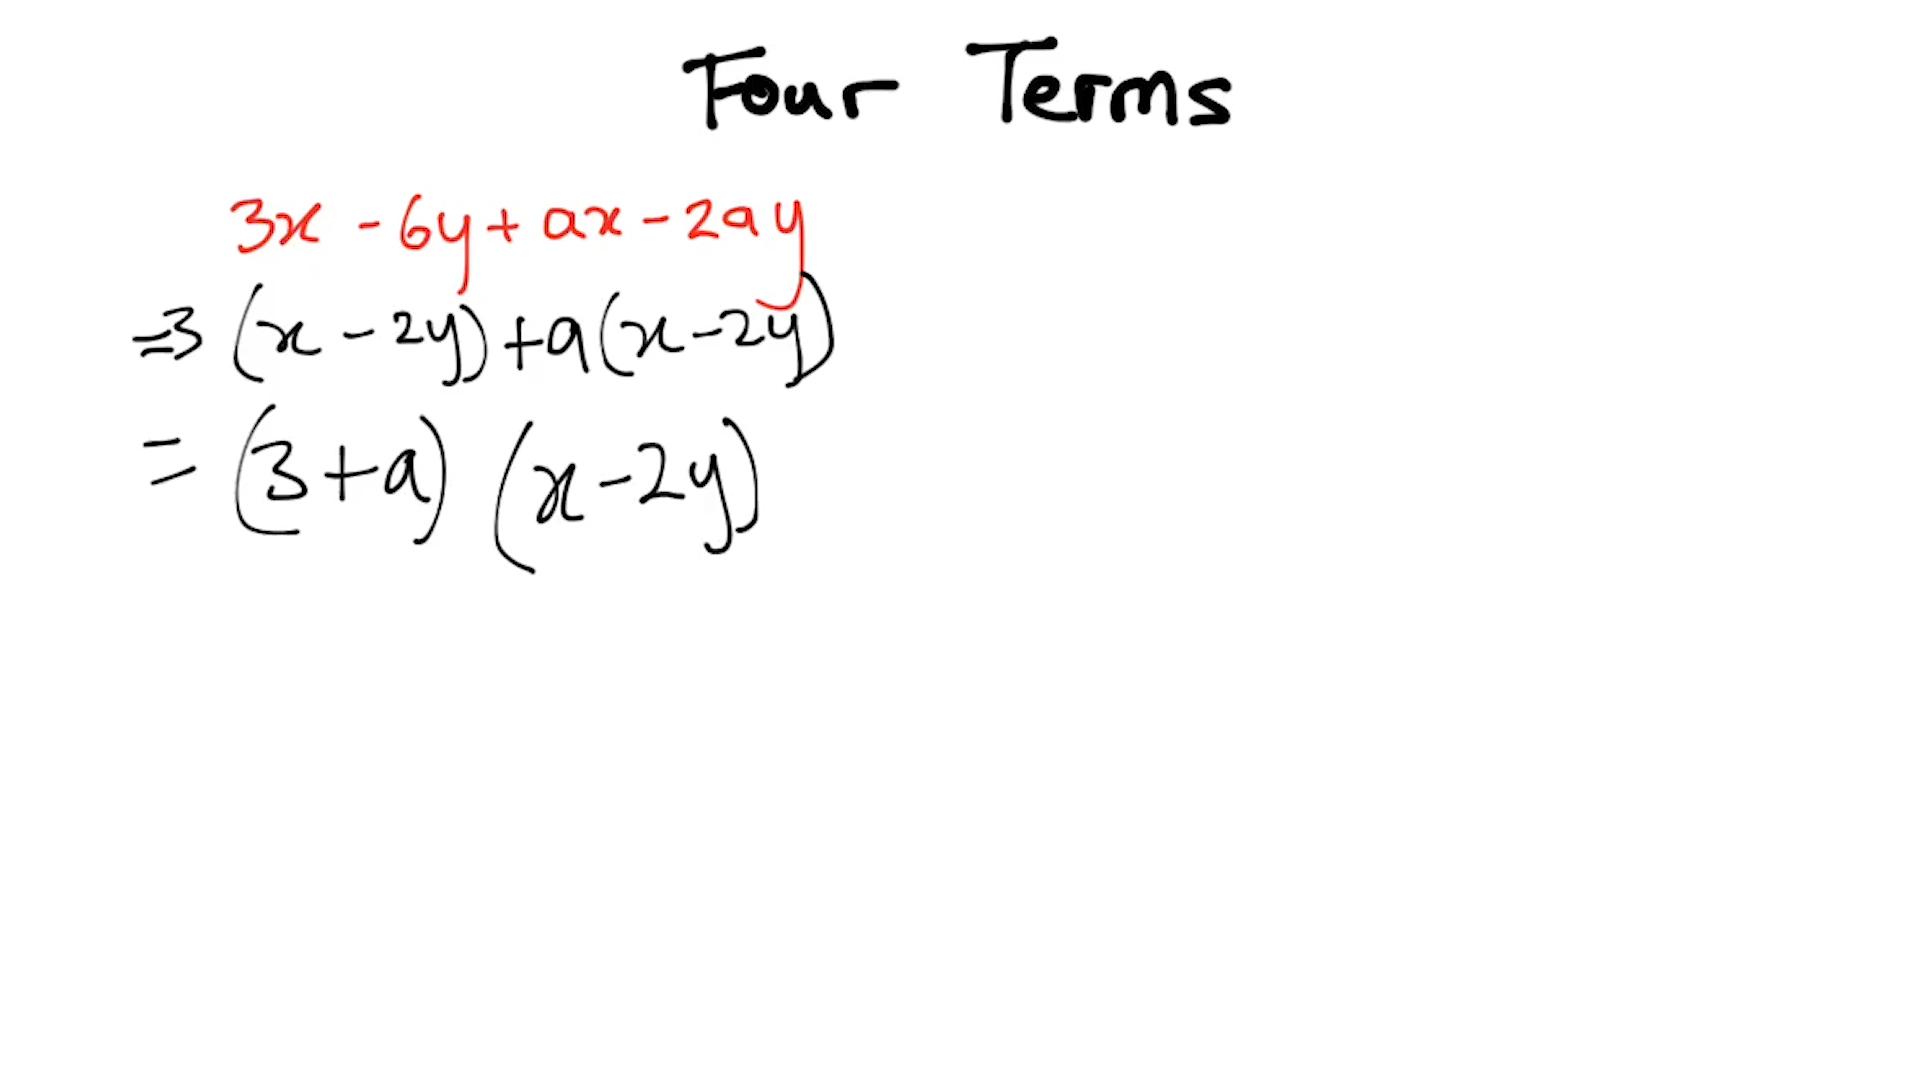 Four Terms
3x - 6y + ax - 2ay
=3 (x - 2y) + a(x - 2y)
= (3 + a) (x - 2y)